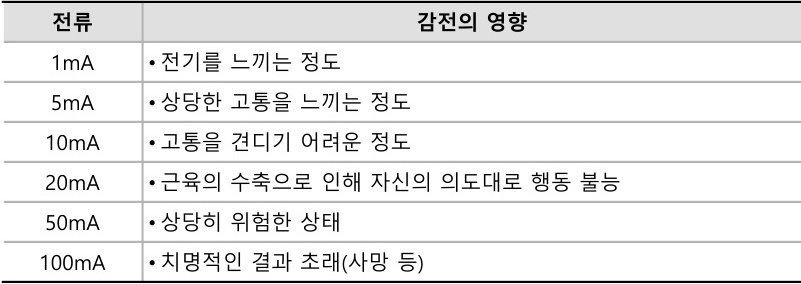 전류 감전의 영향
1mA • 전기를 느끼는 정도
5mA • 상당한 고통을 느끼는 정도
10mA • 고통을 견디기 어려운 정도
20mA • 근육의 수축으로 인해 자신의 의도대로 행동 불능
50mA • 상당히 위험한 상태
100mA • 치명적인 결과 초래(사망 등)